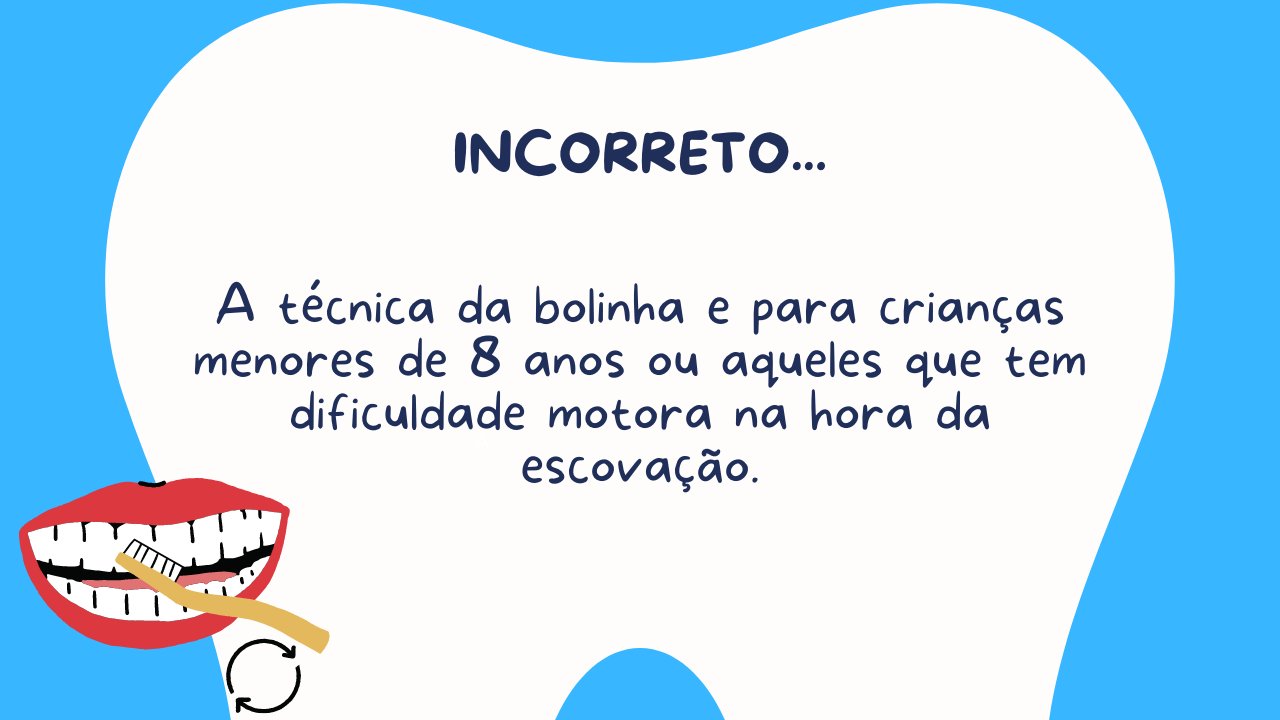 INCORRETO...
A técnica da bolinha e para crianças
menores de 8 anos ou aqueles que tem
dificuldade motora na hora da
escovação.